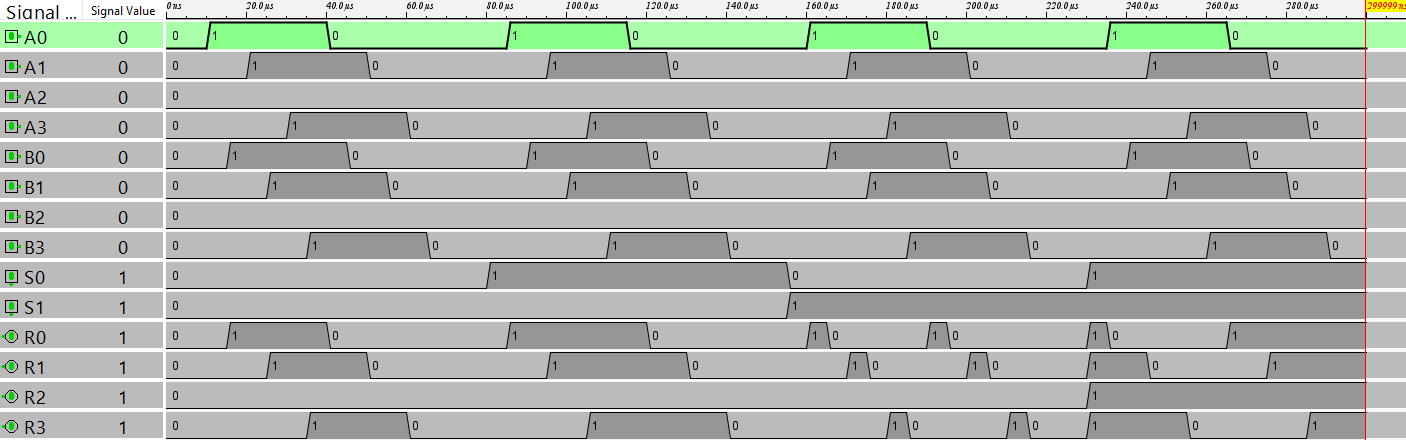 Signal ... Signal Value 0 ns 20.0 µs 40.0 µs 60.0 µs 80.0 µs 100.0 µs 120.0 µs 140.0 µs 160.0 µs 180.0 µs 200.0 µs 220.0 µs 240.0 µs 260.0 µs 280.0 µs 299999 ns
A0 0 0 1 0 1 0 1 0 1 0
A1 0 0 1 0 1 0 1 0 1 0
A2 0 0
A3 0 0 1 0 1 0 1 0 1 0
B0 0 0 1 0 1 0 1 0 1 0
B1 0 0 1 0 1 0 1 0 1 0
B2 0 0
B3 0 0 1 0 1 0 1 0 1 0
S0 1 0 1 0 1
S1 1 0 1
R0 1 0 1 0 1 0 1 0 1 0 1 0 1
R1 1 0 1 0 1 0 1 0 1 0 1 0 1
R2 1 0 1
R3 1 0 1 0 1 0 1 0 1 0 1 0 1